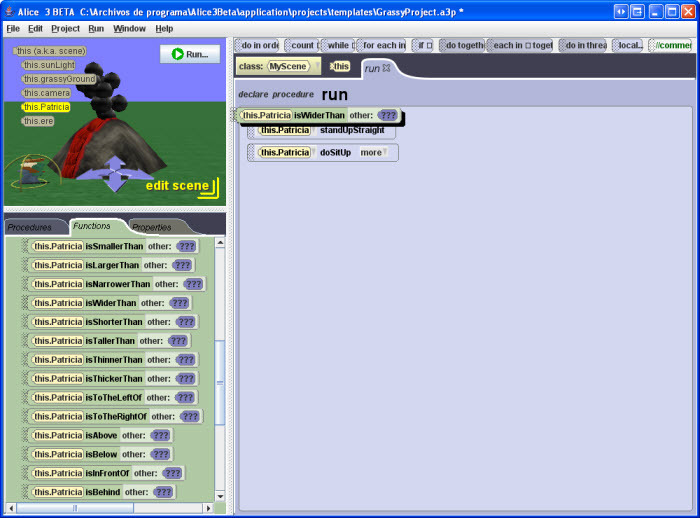 Alice 3 BETA C:\Archivos de programa\Alice3Beta\application\projects\templates\GrassyProject.a3p *
File Edit Project Run Window Help
this (a.k.a. scene)
this.sunLight
this.grassyGround
this.camera
this.Patricia
this.ere
Run...
edit scene
Procedures Functions Properties
this.Patricia isSmallerThan other: ???
this.Patricia isLargerThan other: ???
this.Patricia isNarrowerThan other: ???
this.Patricia isWiderThan other: ???
this.Patricia isShorterThan other: ???
this.Patricia isTallerThan other: ???
this.Patricia isThinnerThan other: ???
this.Patricia isThickerThan other: ???
this.Patricia isToTheLeftOf other: ???
this.Patricia isToTheRightOf other: ???
this.Patricia isAbove other: ???
this.Patricia isBelow other: ???
this.Patricia isInFrontOf other: ???
this.Patricia isBehind other: ???
do in orde count while for each in if do togeth each in toget do in threa local... //comme
class: MyScene this run
declare procedure run
this.Patricia isWiderThan other: ???
this.Patricia standUpStraight
this.Patricia doSitUp more